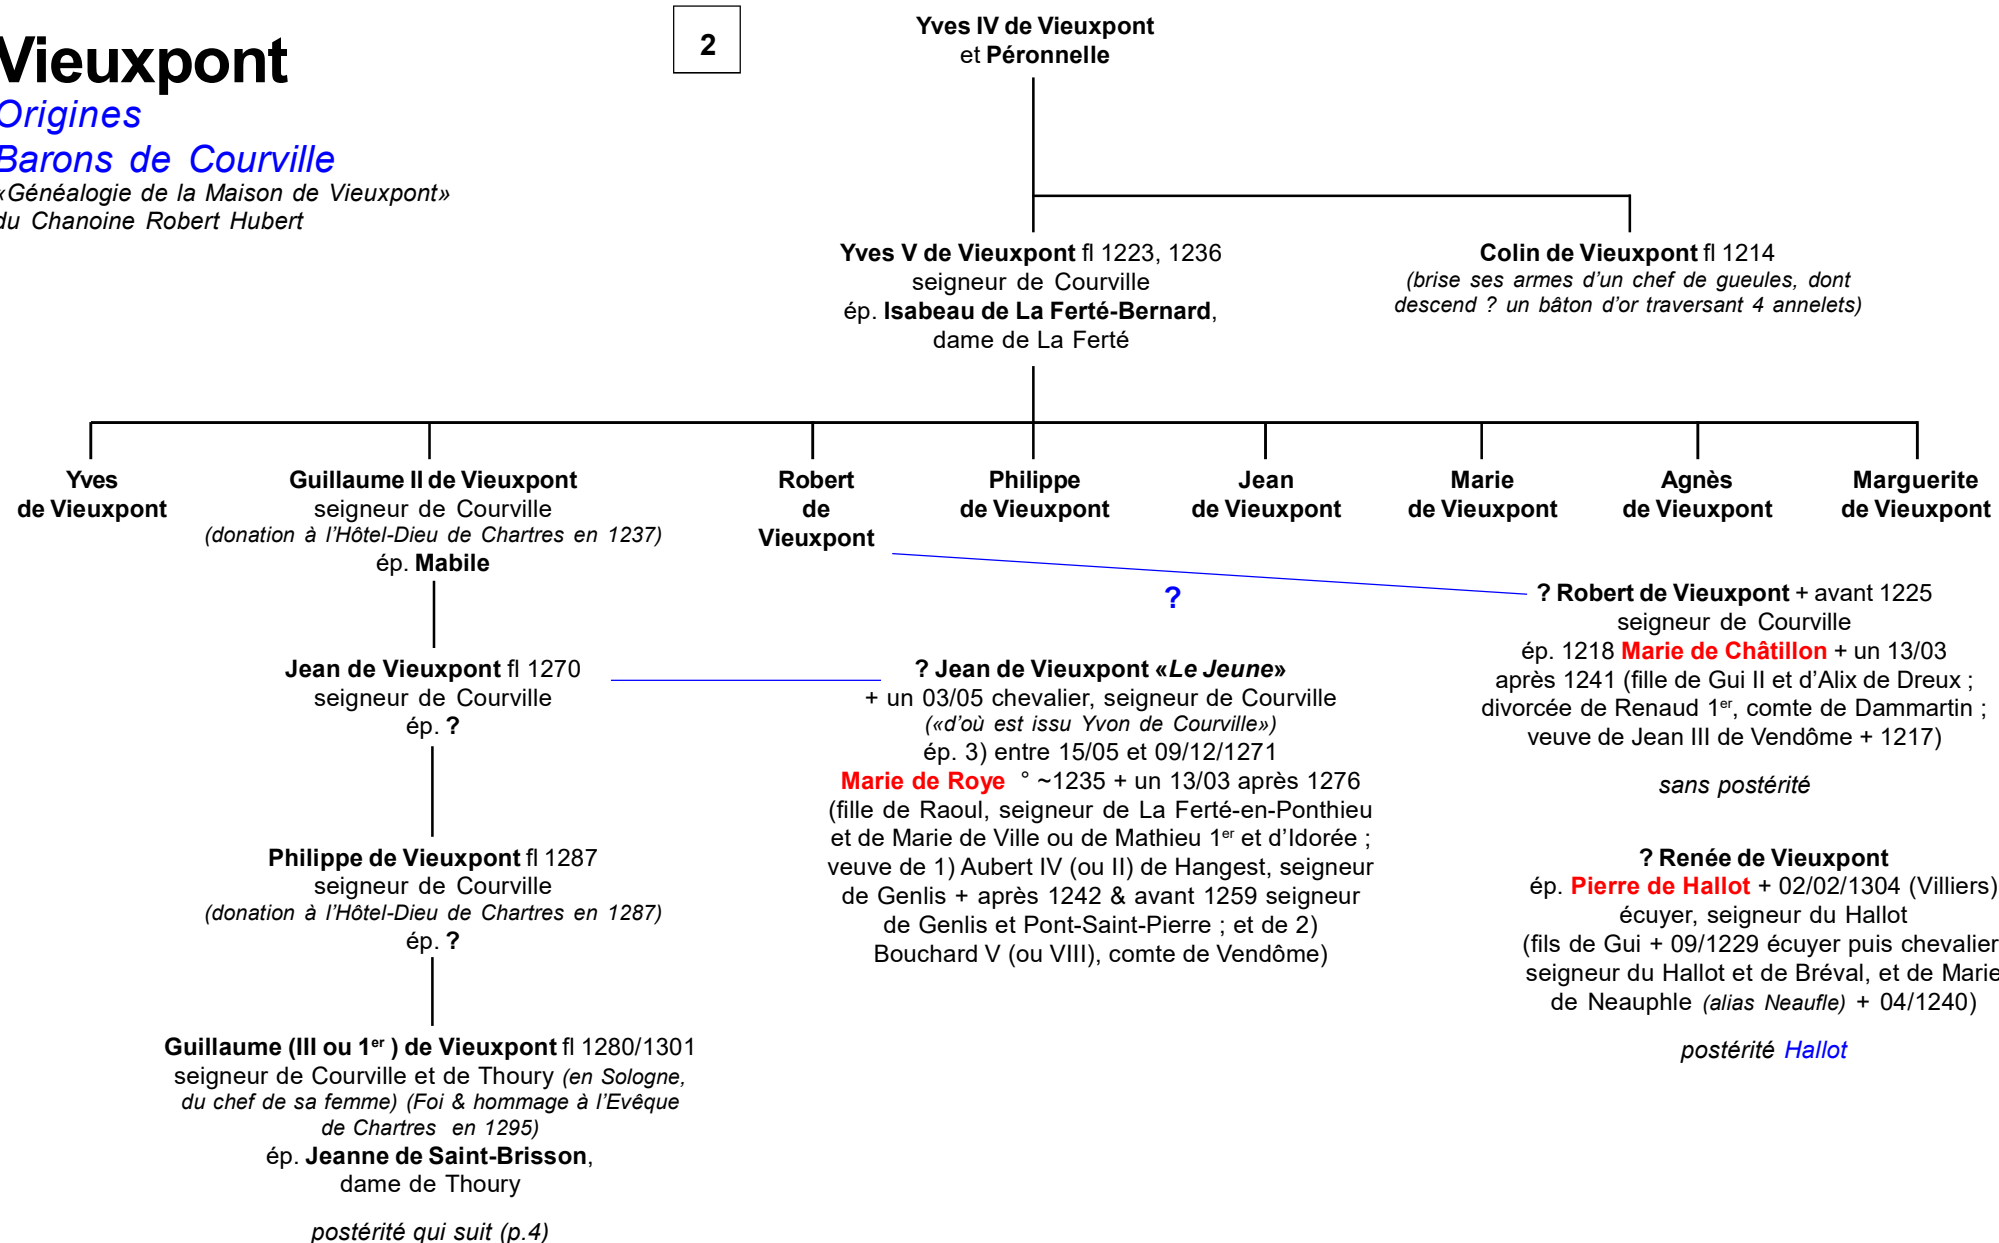 Vieuxpont
Origines
Barons de Courville
«Généalogie de la Maison de Vieuxpont»
du Chanoine Robert Hubert
2
Yves IV de Vieuxpont
et Péronnelle
Yves V de Vieuxpont fl 1223, 1236
seigneur de Courville
ép. Isabeau de La Ferté-Bernard,
dame de La Ferté
Colin de Vieuxpont fl 1214
(brise ses armes d'un chef de gueules, dont
descend ? un bâton d'or traversant 4 annelets)
Yves
de Vieuxpont
Guillaume II de Vieuxpont
seigneur de Courville
(donation à l'Hôtel-Dieu de Chartres en 1237)
ép. Mabile
Robert
de
Vieuxpont
Philippe
de Vieuxpont
Jean
de Vieuxpont
Marie
de Vieuxpont
Agnès
de Vieuxpont
Marguerite
de Vieuxpont
?
Jean de Vieuxpont fl 1270
seigneur de Courville
ép. ?
? Jean de Vieuxpont «Le Jeune»
+ un 03/05 chevalier, seigneur de Courville
(«d'où est issu Yvon de Courville»)
ép. 3) entre 15/05 et 09/12/1271
Marie de Roye ° ~1235 + un 13/03 après 1276
(fille de Raoul, seigneur de La Ferté-en-Ponthieu
et de Marie de Ville ou de Mathieu 1er et d'Idorée ;
veuve de 1) Aubert IV (ou II) de Hangest, seigneur
de Genlis + après 1242 & avant 1259 seigneur
de Genlis et Pont-Saint-Pierre ; et de 2)
Bouchard V (ou VIII), comte de Vendôme)
? Robert de Vieuxpont + avant 1225
seigneur de Courville
ép. 1218 Marie de Châtillon + un 13/03
après 1241 (fille de Gui II et d'Alix de Dreux ;
divorcée de Renaud 1er, comte de Dammartin ;
veuve de Jean III de Vendôme + 1217)
sans postérité
? Renée de Vieuxpont
ép. Pierre de Hallot + 02/02/1304 (Villiers)
écuyer, seigneur du Hallot
(fils de Gui + 09/1229 écuyer puis chevalier
seigneur du Hallot et de Bréval, et de Marie
de Neauphle (alias Neaufle) + 04/1240)
postérité Hallot
Philippe de Vieuxpont fl 1287
seigneur de Courville
(donation à l'Hôtel-Dieu de Chartres en 1287)
ép. ?
Guillaume (III ou 1er ) de Vieuxpont fl 1280/1301
seigneur de Courville et de Thoury (en Sologne,
du chef de sa femme) (Foi & hommage à l'Evêque
de Chartres en 1295)
ép. Jeanne de Saint-Brisson,
dame de Thoury
postérité qui suit (p.4)